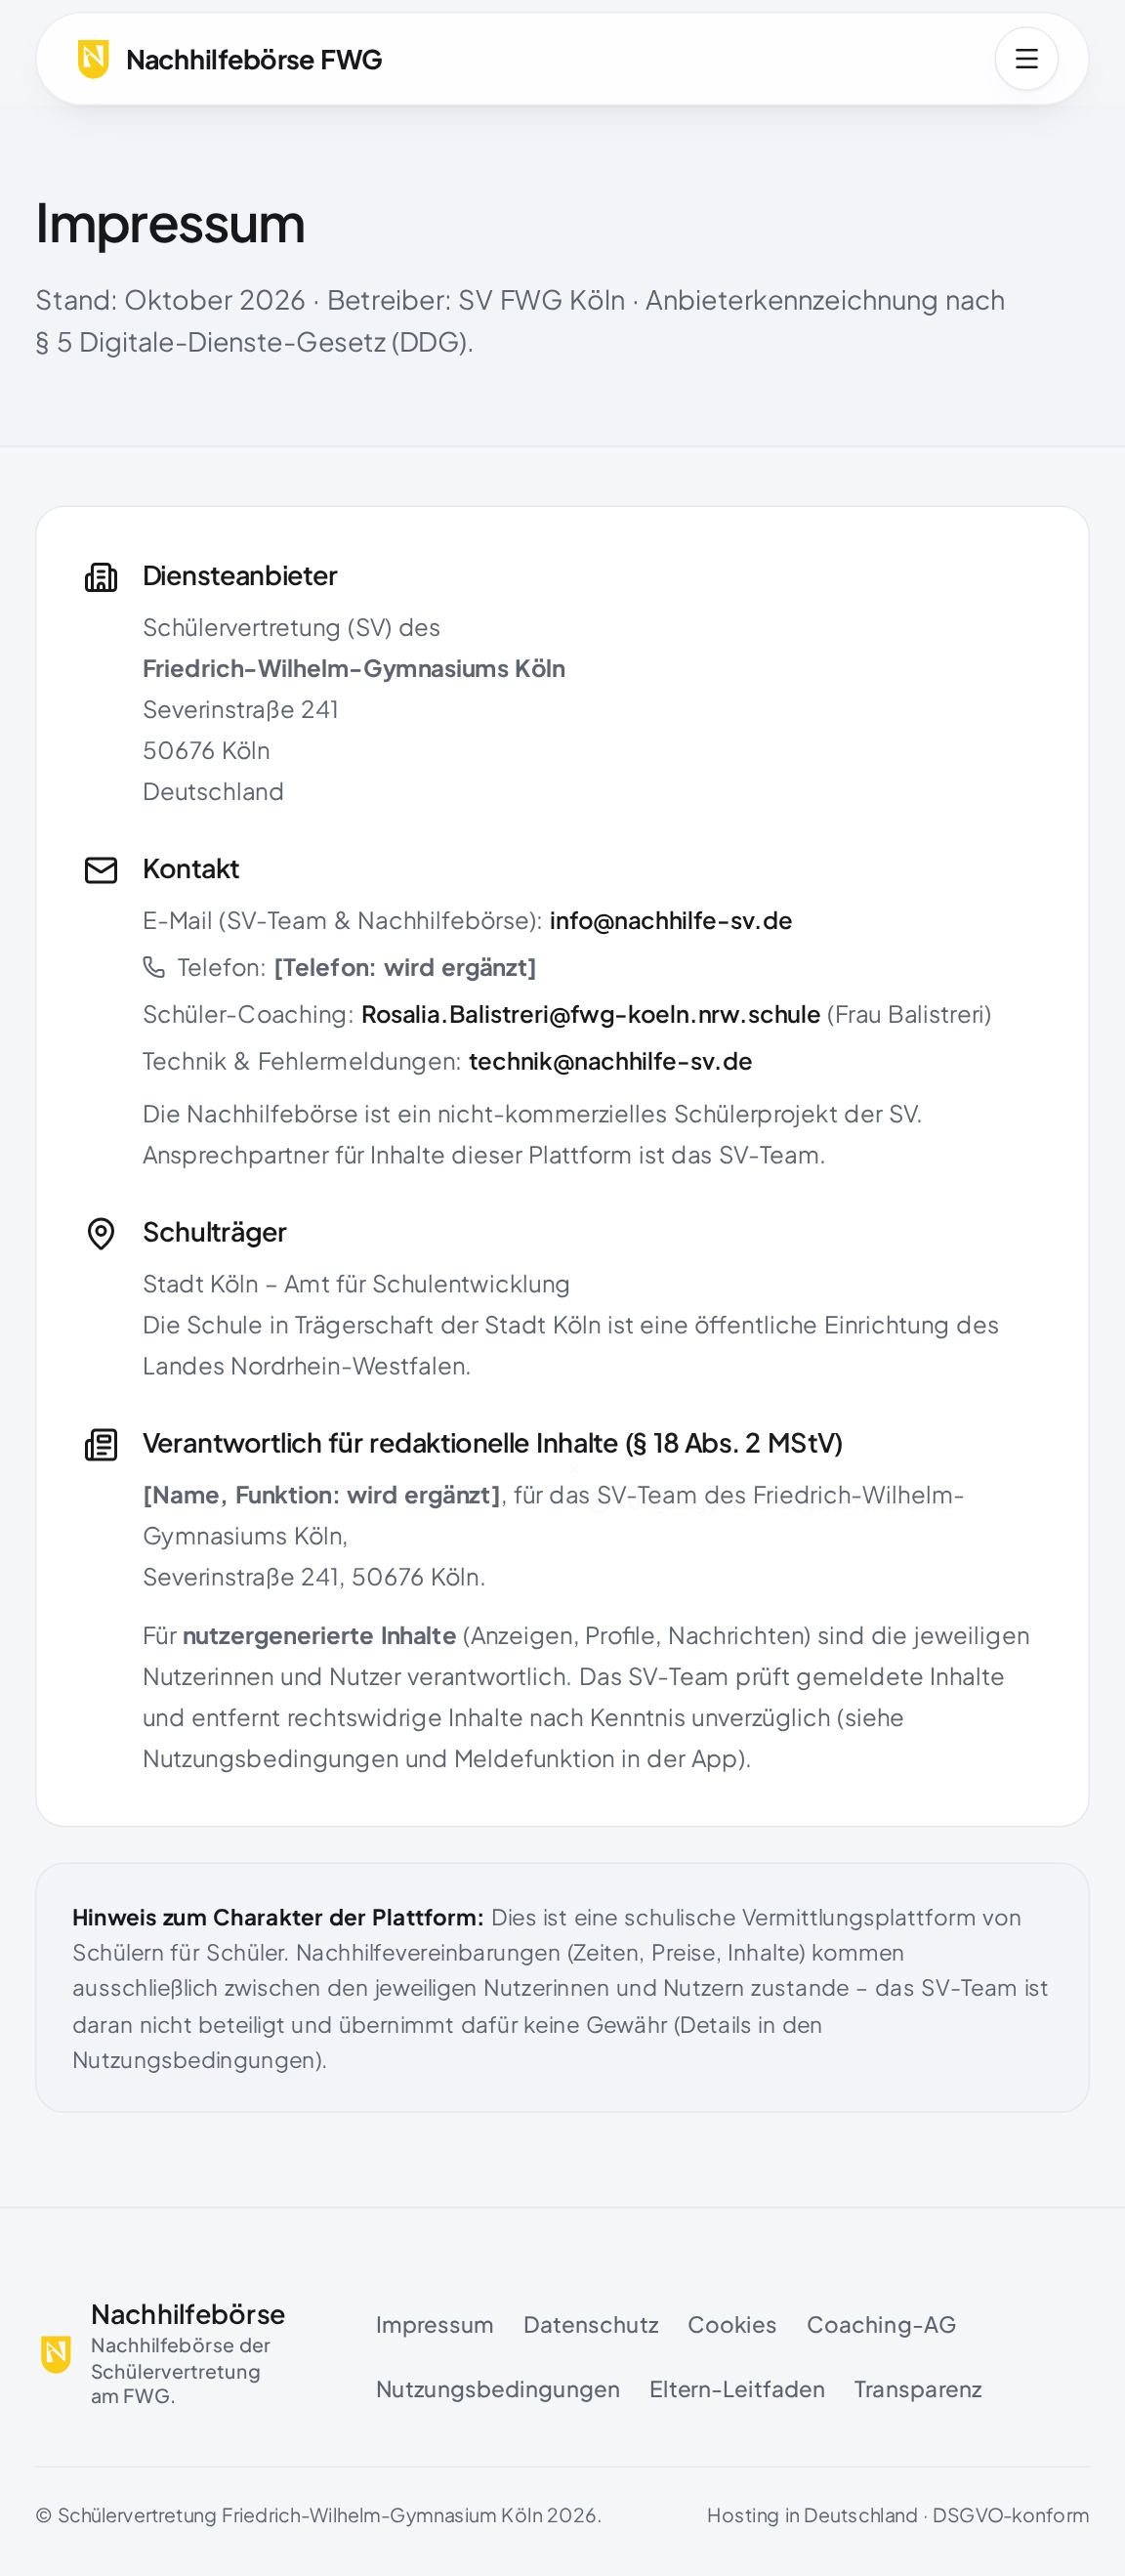 Nachhilfebörse FWG
Impressum
Stand: Oktober 2026 · Betreiber: SV FWG Köln · Anbieterkennzeichnung nach
§ 5 Digitale-Dienste-Gesetz (DDG).
Diensteanbieter
Schülervertretung (SV) des
Friedrich-Wilhelm-Gymnasiums Köln
Severinstraße 241
50676 Köln
Deutschland
Kontakt
E-Mail (SV-Team & Nachhilfebörse): info@nachhilfe-sv.de
Telefon: [Telefon: wird ergänzt]
Schüler-Coaching: Rosalia.Balistreri@fwg-koeln.nrw.schule (Frau Balistreri)
Technik & Fehlermeldungen: technik@nachhilfe-sv.de
Die Nachhilfebörse ist ein nicht-kommerzielles Schülerprojekt der SV.
Ansprechpartner für Inhalte dieser Plattform ist das SV-Team.
Schulträger
Stadt Köln – Amt für Schulentwicklung
Die Schule in Trägerschaft der Stadt Köln ist eine öffentliche Einrichtung des
Landes Nordrhein-Westfalen.
Verantwortlich für redaktionelle Inhalte (§ 18 Abs. 2 MStV)
[Name, Funktion: wird ergänzt], für das SV-Team des Friedrich-Wilhelm-
Gymnasiums Köln,
Severinstraße 241, 50676 Köln.
Für nutzergenerierte Inhalte (Anzeigen, Profile, Nachrichten) sind die jeweiligen
Nutzerinnen und Nutzer verantwortlich. Das SV-Team prüft gemeldete Inhalte
und entfernt rechtswidrige Inhalte nach Kenntnis unverzüglich (siehe
Nutzungsbedingungen und Meldefunktion in der App).
Hinweis zum Charakter der Plattform: Dies ist eine schulische Vermittlungsplattform von
Schülern für Schüler. Nachhilfevereinbarungen (Zeiten, Preise, Inhalte) kommen
ausschließlich zwischen den jeweiligen Nutzerinnen und Nutzern zustande – das SV-Team ist
daran nicht beteiligt und übernimmt dafür keine Gewähr (Details in den
Nutzungsbedingungen).
Nachhilfebörse
Nachhilfebörse der
Schülervertretung
am FWG.
Impressum Datenschutz Cookies Coaching-AG
Nutzungsbedingungen Eltern-Leitfaden Transparenz
© Schülervertretung Friedrich-Wilhelm-Gymnasium Köln 2026.
Hosting in Deutschland · DSGVO-konform